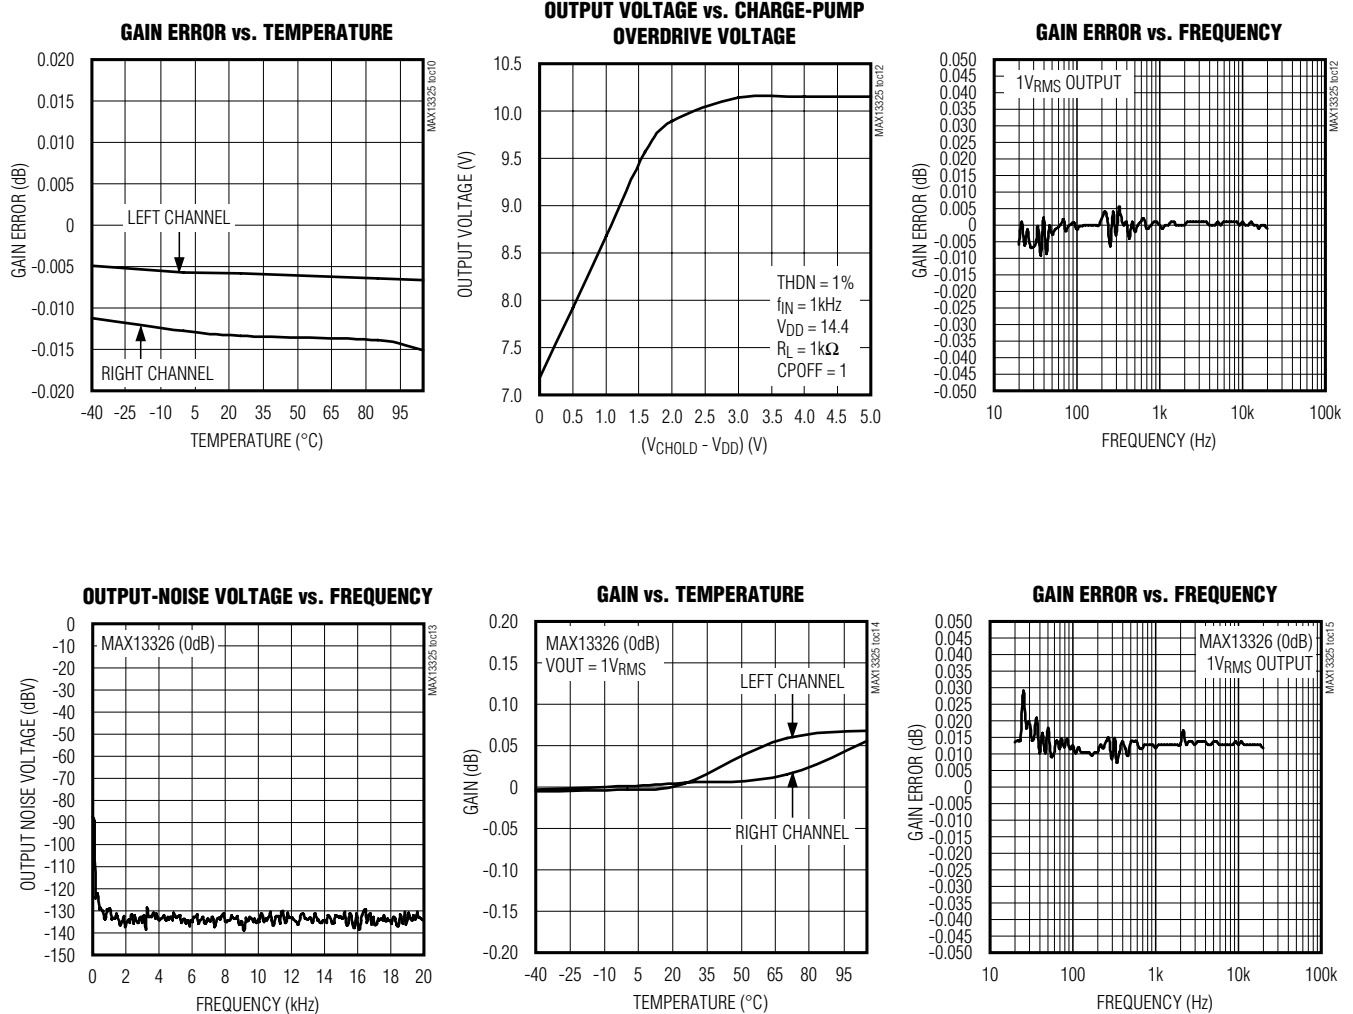 GAIN ERROR vs. TEMPERATURE
MAX13325 toc10
0.020
0.015
0.010
0.005
0
-0.005
-0.010
-0.015
-0.020
GAIN ERROR (dB)
LEFT CHANNEL
RIGHT CHANNEL
-40 -25 -10 5 20 35 50 65 80 95
TEMPERATURE (°C)
OUTPUT VOLTAGE vs. CHARGE-PUMP
OVERDRIVE VOLTAGE
MAX13325 toc12
10.5
10.0
9.5
9.0
8.5
8.0
7.5
7.0
OUTPUT VOLTAGE (V)
THDN = 1%
fIN = 1kHz
VDD = 14.4
RL = 1kΩ
CPOFF = 1
0 0.5 1.0 1.5 2.0 2.5 3.0 3.5 4.0 4.5 5.0
(VCHOLD - VDD) (V)
GAIN ERROR vs. FREQUENCY
MAX13325 toc12
0.050
0.045
0.040
0.035
0.030
0.025
0.020
0.015
0.010
0.005
0
-0.005
-0.010
-0.015
-0.020
-0.025
-0.030
-0.035
-0.040
-0.045
-0.050
GAIN ERROR (dB)
1VRMS OUTPUT
10 100 1k 10k 100k
FREQUENCY (Hz)
OUTPUT-NOISE VOLTAGE vs. FREQUENCY
MAX13325 toc13
0
-10
-20
-30
-40
-50
-60
-70
-80
-90
-100
-110
-120
-130
-140
-150
OUTPUT NOISE VOLTAGE (dBV)
MAX13326 (0dB)
0 2 4 6 8 10 12 14 16 18 20
FREQUENCY (kHz)
GAIN vs. TEMPERATURE
MAX13325 toc14
0.20
0.15
0.10
0.05
0
-0.05
-0.10
-0.15
-0.20
GAIN (dB)
MAX13326 (0dB)
VOUT = 1VRMS
LEFT CHANNEL
RIGHT CHANNEL
-40 -25 -10 5 20 35 50 65 80 95
TEMPERATURE (°C)
GAIN ERROR vs. FREQUENCY
MAX13325 toc15
0.050
0.045
0.040
0.035
0.030
0.025
0.020
0.015
0.010
0.005
0
-0.005
-0.010
-0.015
-0.020
-0.025
-0.030
-0.035
-0.040
-0.045
-0.050
GAIN ERROR (dB)
MAX13326 (0dB)
1VRMS OUTPUT
10 100 1k 10k 100k
FREQUENCY (Hz)